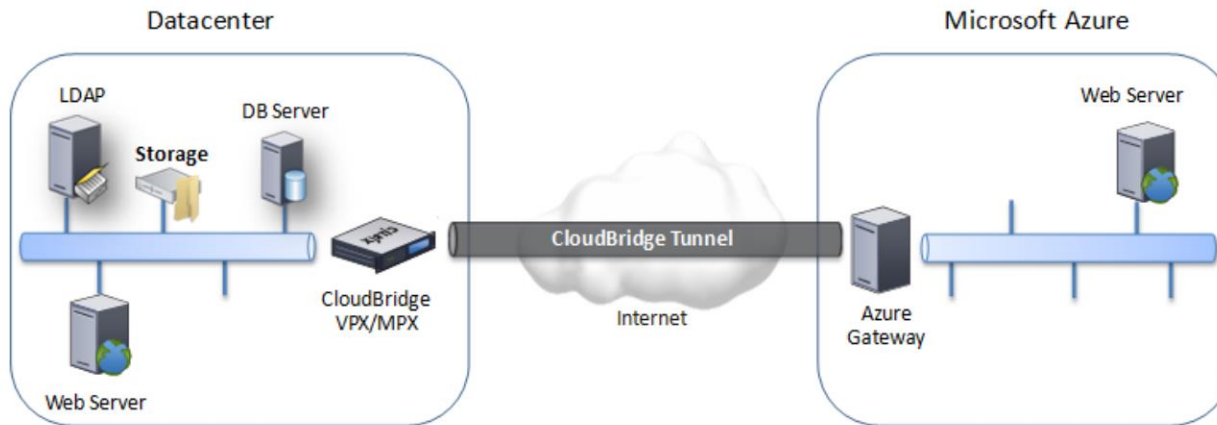 Datacenter
Microsoft Azure
LDAP
Storage
DB Server
Web Server
CloudBridge
VPX/MPX
CloudBridge Tunnel
Internet
Azure
Gateway
Web Server
citrix